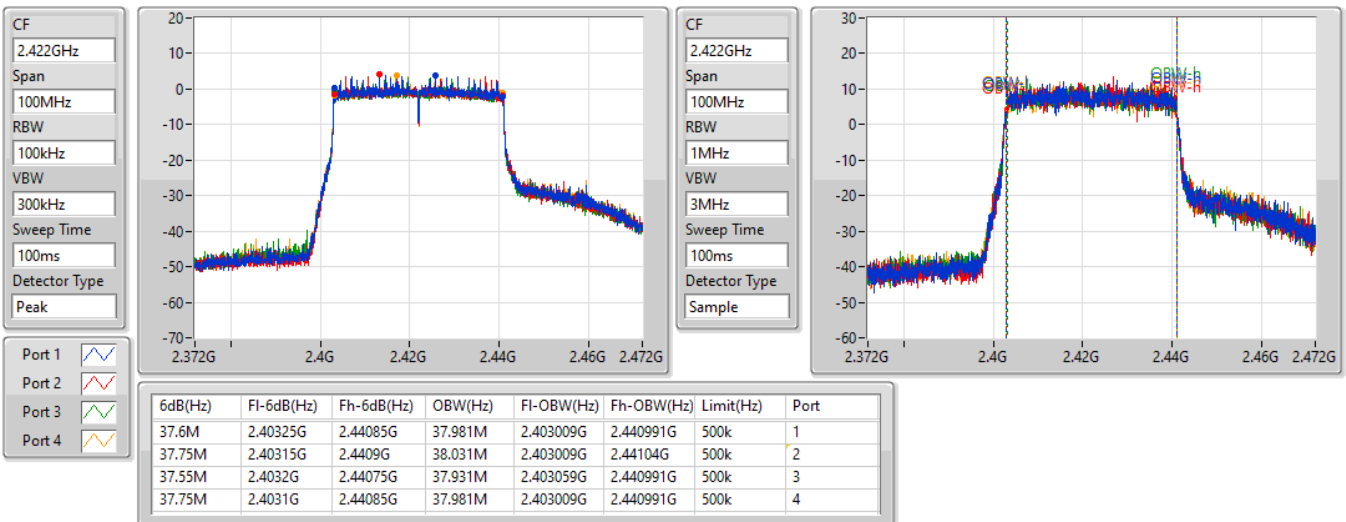 CF
2.422GHz
Span
100MHz
RBW
100kHz
VBW
300kHz
Sweep Time
100ms
Detector Type
Peak
20
10
0
-10
-20
-30
-40
-50
-60
-70
2.372G 2.4G 2.42G 2.44G 2.46G 2.472G
CF
2.422GHz
Span
100MHz
RBW
1MHz
VBW
3MHz
Sweep Time
100ms
Detector Type
Sample
30
20
10
0
-10
-20
-30
-40
-50
-60
OBW-h
2.372G 2.4G 2.42G 2.44G 2.46G 2.472G
Port 1
Port 2
Port 3
Port 4
6dB(Hz) Fl-6dB(Hz) Fh-6dB(Hz) OBW(Hz) Fl-OBW(Hz) Fh-OBW(Hz) Limit(Hz) Port
37.6M 2.40325G 2.44085G 37.981M 2.403009G 2.440991G 500k 1
37.75M 2.40315G 2.4409G 38.031M 2.403009G 2.44104G 500k 2
37.55M 2.4032G 2.44075G 37.931M 2.403059G 2.440991G 500k 3
37.75M 2.4031G 2.44085G 37.981M 2.403009G 2.440991G 500k 4